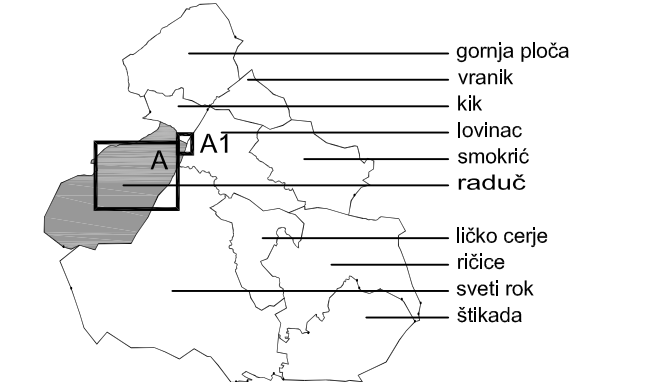 gornja ploča
vranik
kik
lovinac
A A1
smokrić
raduč
ličko cerje
ričice
sveti rok
štikada